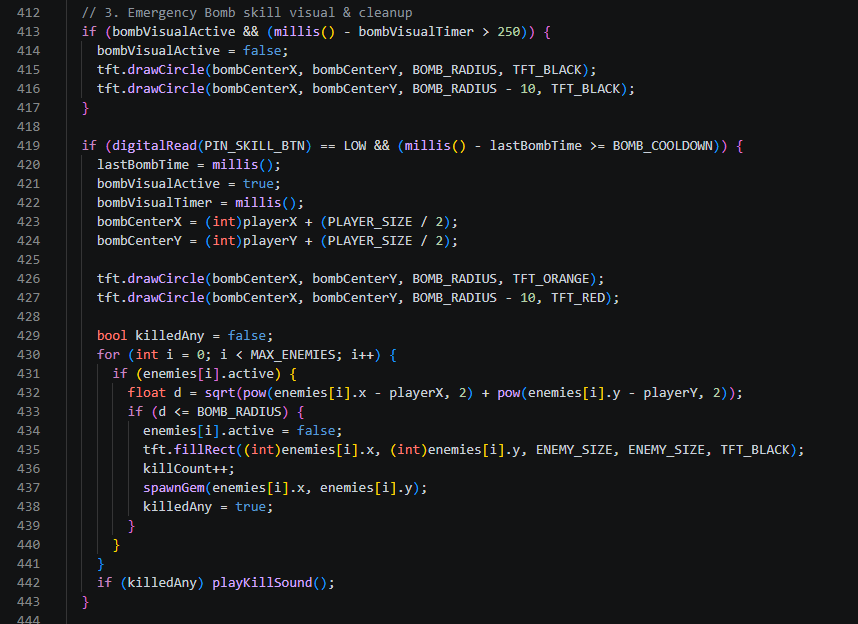 412 // 3. Emergency Bomb skill visual & cleanup
413 if (bombVisualActive && (millis() - bombVisualTimer > 250)) {
414 bombVisualActive = false;
415 tft.drawCircle(bombCenterX, bombCenterY, BOMB_RADIUS, TFT_BLACK);
416 tft.drawCircle(bombCenterX, bombCenterY, BOMB_RADIUS - 10, TFT_BLACK);
417 }
418
419 if (digitalRead(PIN_SKILL_BTN) == LOW && (millis() - lastBombTime >= BOMB_COOLDOWN)) {
420 lastBombTime = millis();
421 bombVisualActive = true;
422 bombVisualTimer = millis();
423 bombCenterX = (int)playerX + (PLAYER_SIZE / 2);
424 bombCenterY = (int)playerY + (PLAYER_SIZE / 2);
425
426 tft.drawCircle(bombCenterX, bombCenterY, BOMB_RADIUS, TFT_ORANGE);
427 tft.drawCircle(bombCenterX, bombCenterY, BOMB_RADIUS - 10, TFT_RED);
428
429 bool killedAny = false;
430 for (int i = 0; i < MAX_ENEMIES; i++) {
431 if (enemies[i].active) {
432 float d = sqrt(pow(enemies[i].x - playerX, 2) + pow(enemies[i].y - playerY, 2));
433 if (d <= BOMB_RADIUS) {
434 enemies[i].active = false;
435 tft.fillRect((int)enemies[i].x, (int)enemies[i].y, ENEMY_SIZE, ENEMY_SIZE, TFT_BLACK);
436 killCount++;
437 spawnGem(enemies[i].x, enemies[i].y);
438 killedAny = true;
439 }
440 }
441 }
442 if (killedAny) playKillSound();
443 }
444